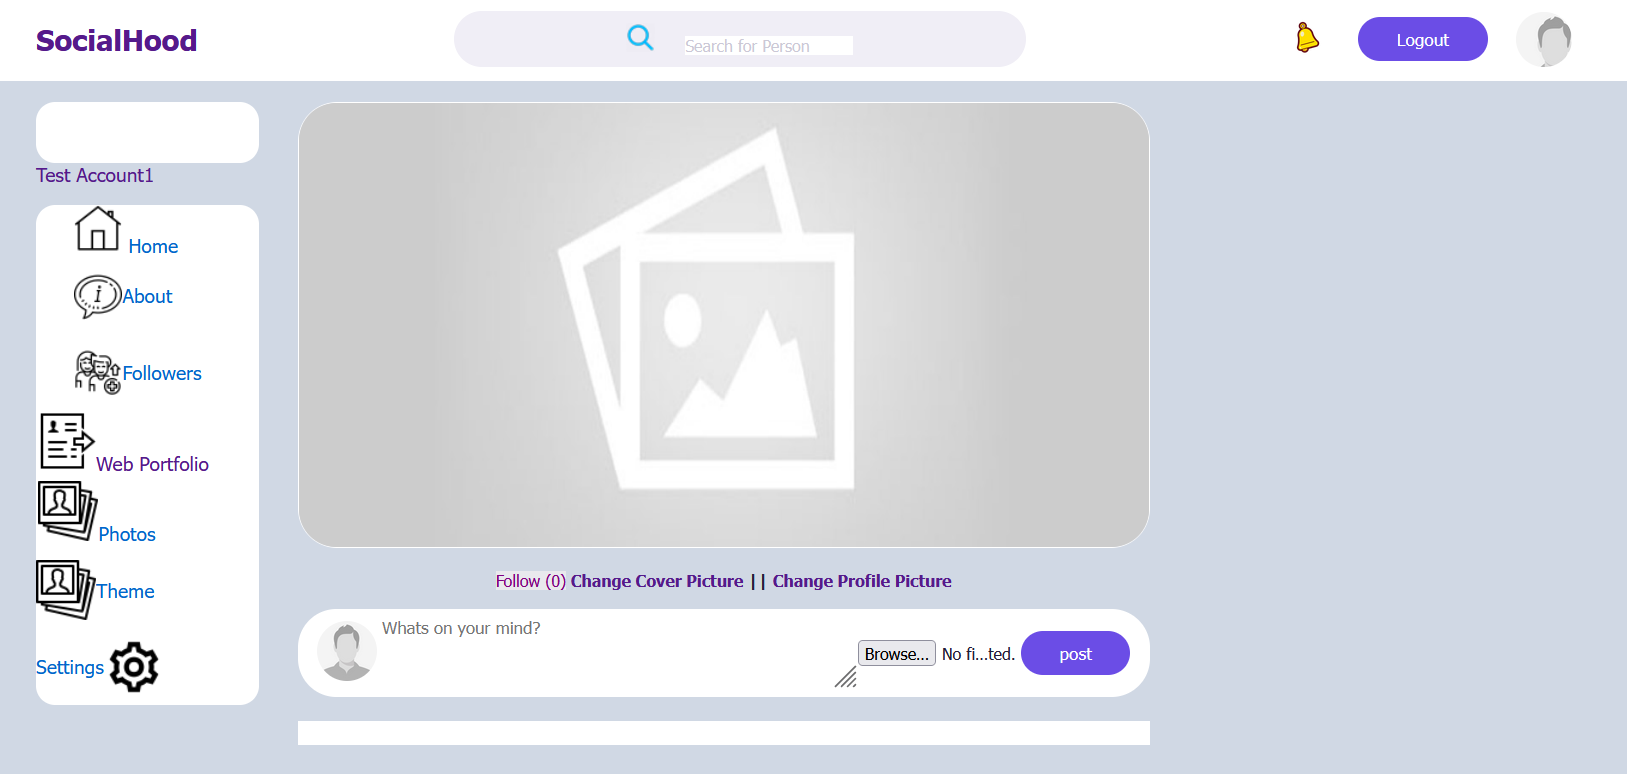 SocialHood
Search for Person
Logout
Test Account1
Home
About
Followers
Web Portfolio
Photos
Theme
Settings
Follow (0) Change Cover Picture || Change Profile Picture
Whats on your mind?
Browse... No fi...ted. post